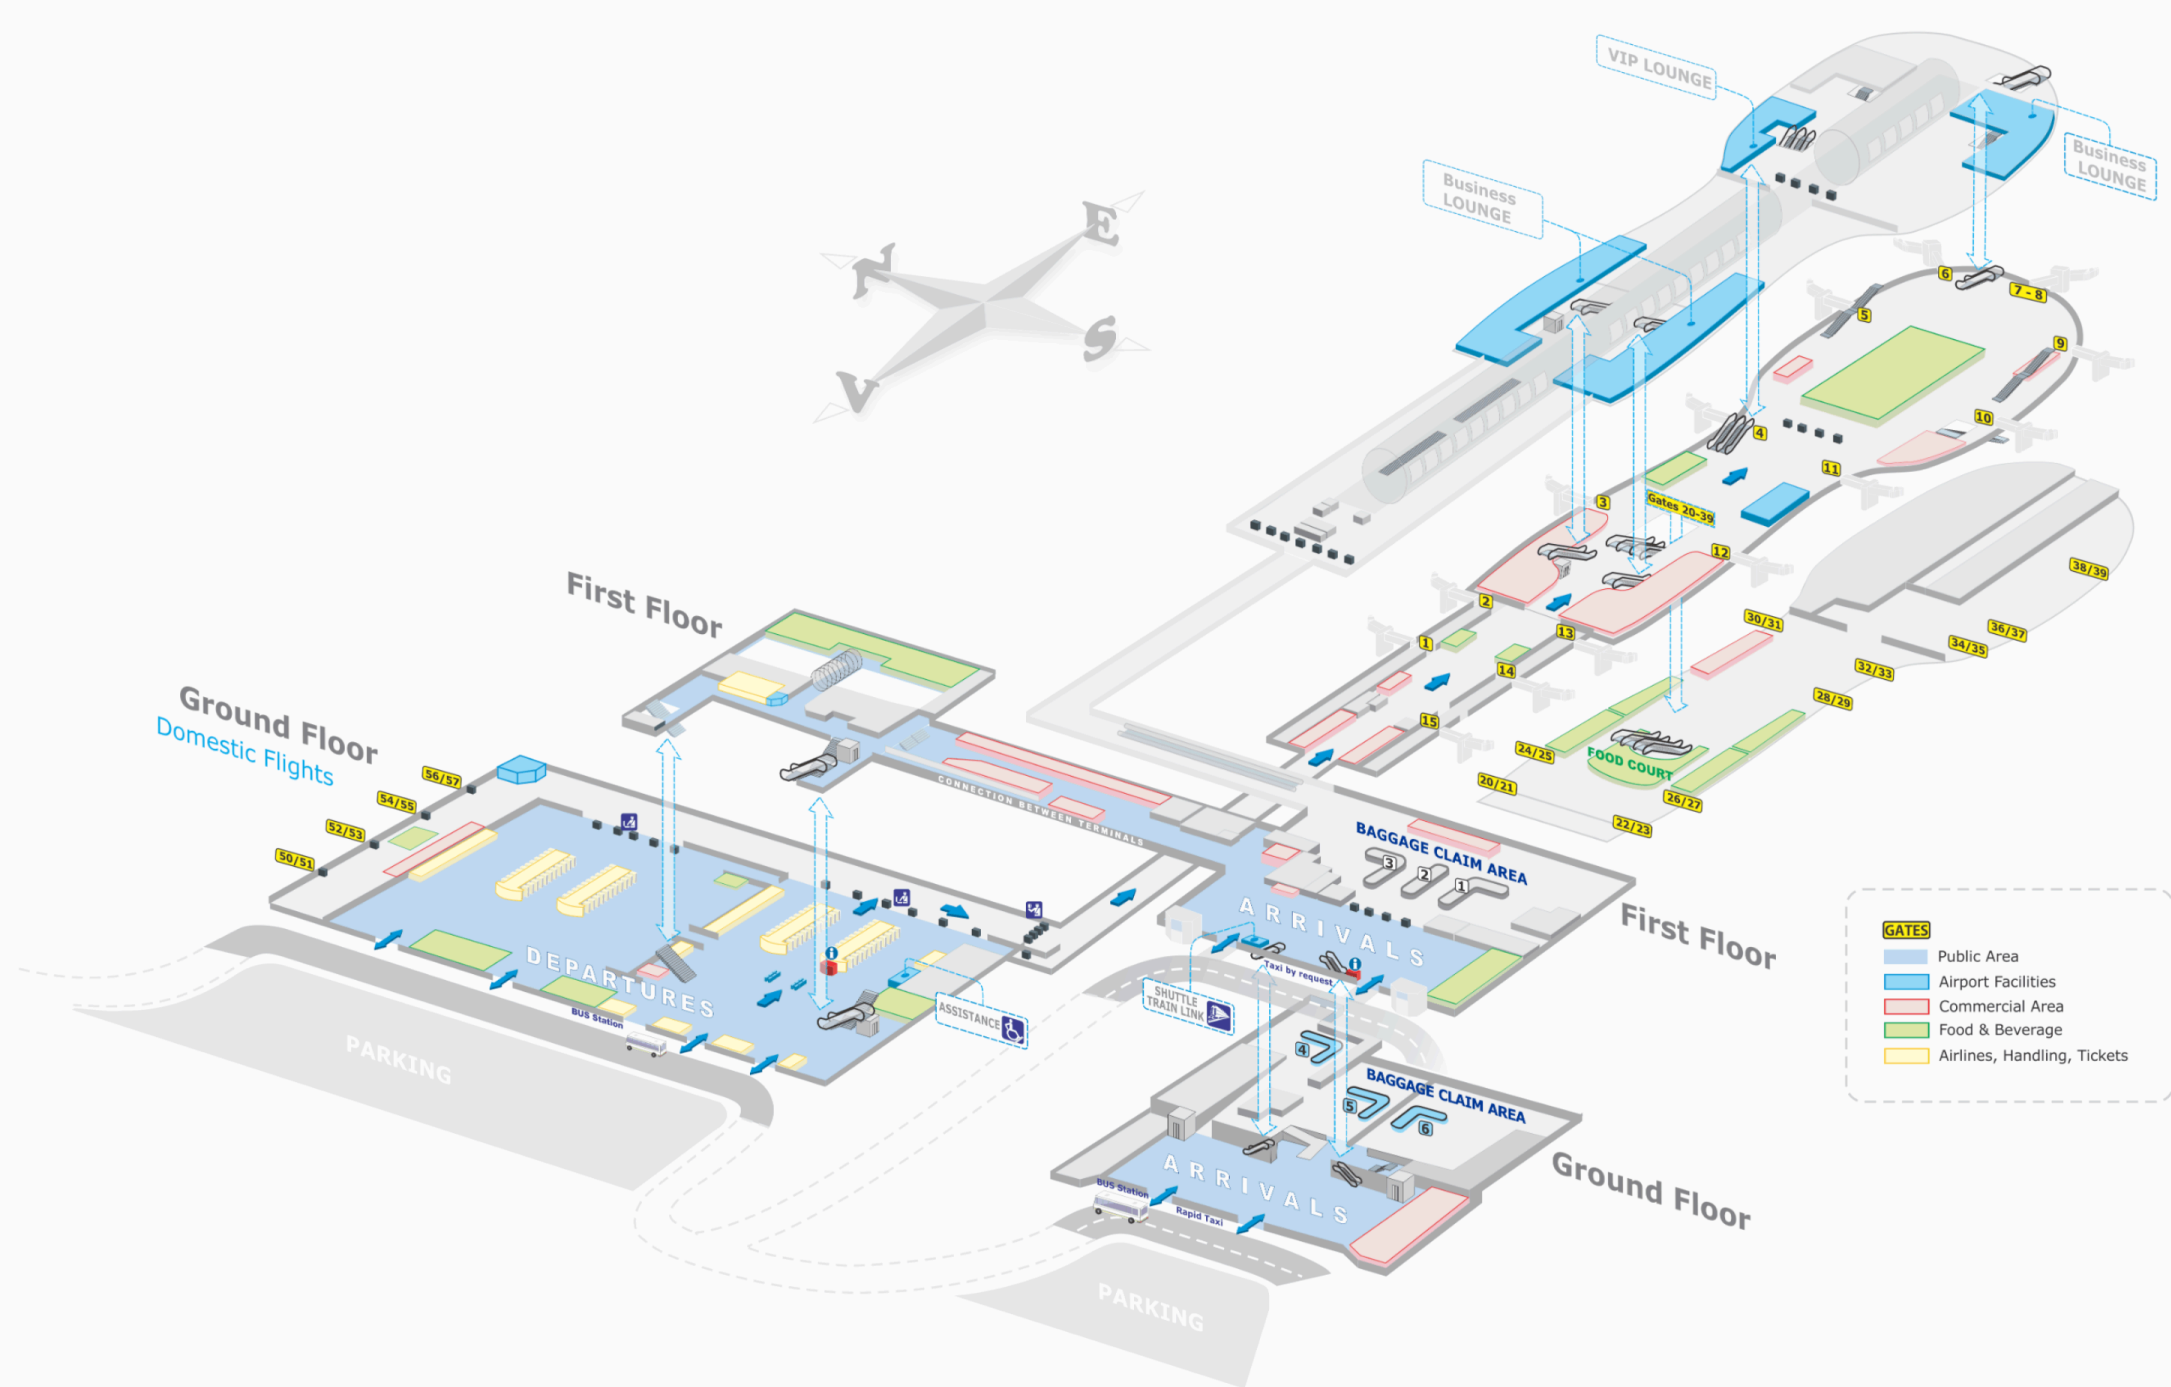 VIP LOUNGE
Business
LOUNGE
Business
LOUNGE
N
E
S
V
6
7 - 8
5
9
4
10
11
3
Gates 20-39
12
2
13
1
14
15
38/39
36/37
34/35
30/31
32/33
28/29
24/25
FOOD COURT
20/21
26/27
22/23
First Floor
Ground Floor
Domestic Flights
56/57
54/55
52/53
50/51
CONNECTION BETWEEN TERMINALS
DEPARTURES
i
BUS Station
ASSISTANCE
PARKING
BAGGAGE CLAIM AREA
3
2
1
ARRIVALS
Taxi by request
i
SHUTTLE
TRAIN LINK
First Floor
4
BAGGAGE CLAIM AREA
5
6
ARRIVALS
BUS Station
Rapid Taxi
Ground Floor
PARKING
GATES
Public Area
Airport Facilities
Commercial Area
Food & Beverage
Airlines, Handling, Tickets